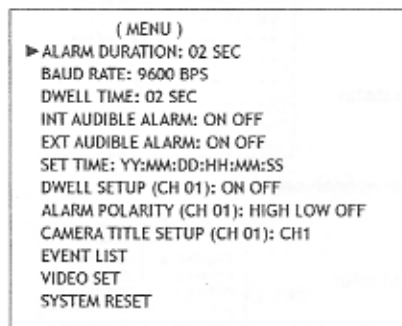 ( MENU )
►ALARM DURATION: 02 SEC
BAUD RATE: 9600 BPS
DWELL TIME: 02 SEC
INT AUDIBLE ALARM: ON OFF
EXT AUDIBLE ALARM: ON OFF
SET TIME: YY:MM:DD:HH:MM:SS
DWELL SETUP (CH 01): ON OFF
ALARM POLARITY (CH 01): HIGH LOW OFF
CAMERA TITLE SETUP (CH 01): CH1
EVENT LIST
VIDEO SET
SYSTEM RESET